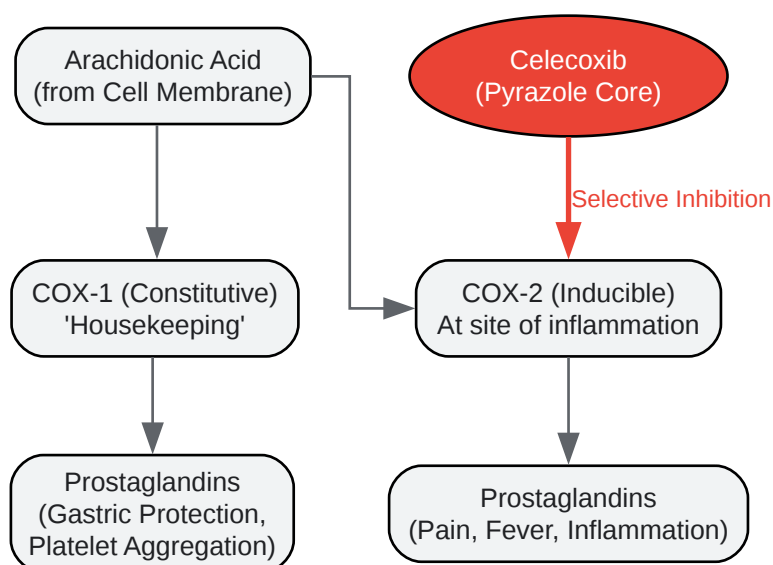 Arachidonic Acid
(from Cell Membrane)
Celecoxib
(Pyrazole Core)
Selective Inhibition
COX-1 (Constitutive)
'Housekeeping'
COX-2 (Inducible)
At site of inflammation
Prostaglandins
(Gastric Protection,
Platelet Aggregation)
Prostaglandins
(Pain, Fever, Inflammation)